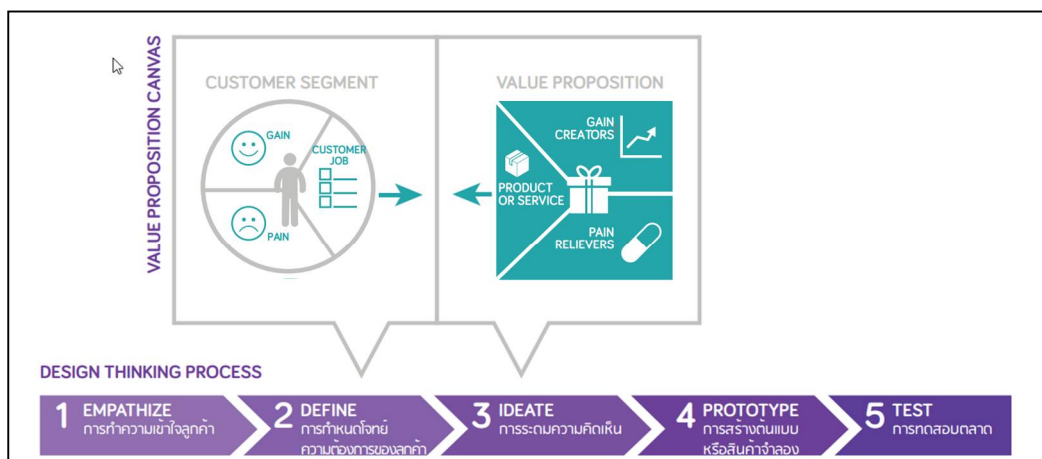 VALUE PROPOSITION CANVAS
CUSTOMER SEGMENT
GAIN
CUSTOMER
JOB
PAIN
VALUE PROPOSITION
GAIN
CREATORS
PRODUCT
OR SERVICE
PAIN
RELIEVERS
DESIGN THINKING PROCESS
1 EMPATHIZE
การทำความเข้าใจลูกค้า
2 DEFINE
การกำหนดโจทย์
ความต้องการของลูกค้า
3 IDEATE
การระดมความคิดเห็น
4 PROTOTYPE
การสร้างต้นแบบ
หรือสินค้าจำลอง
5 TEST
การทดสอบตลาด